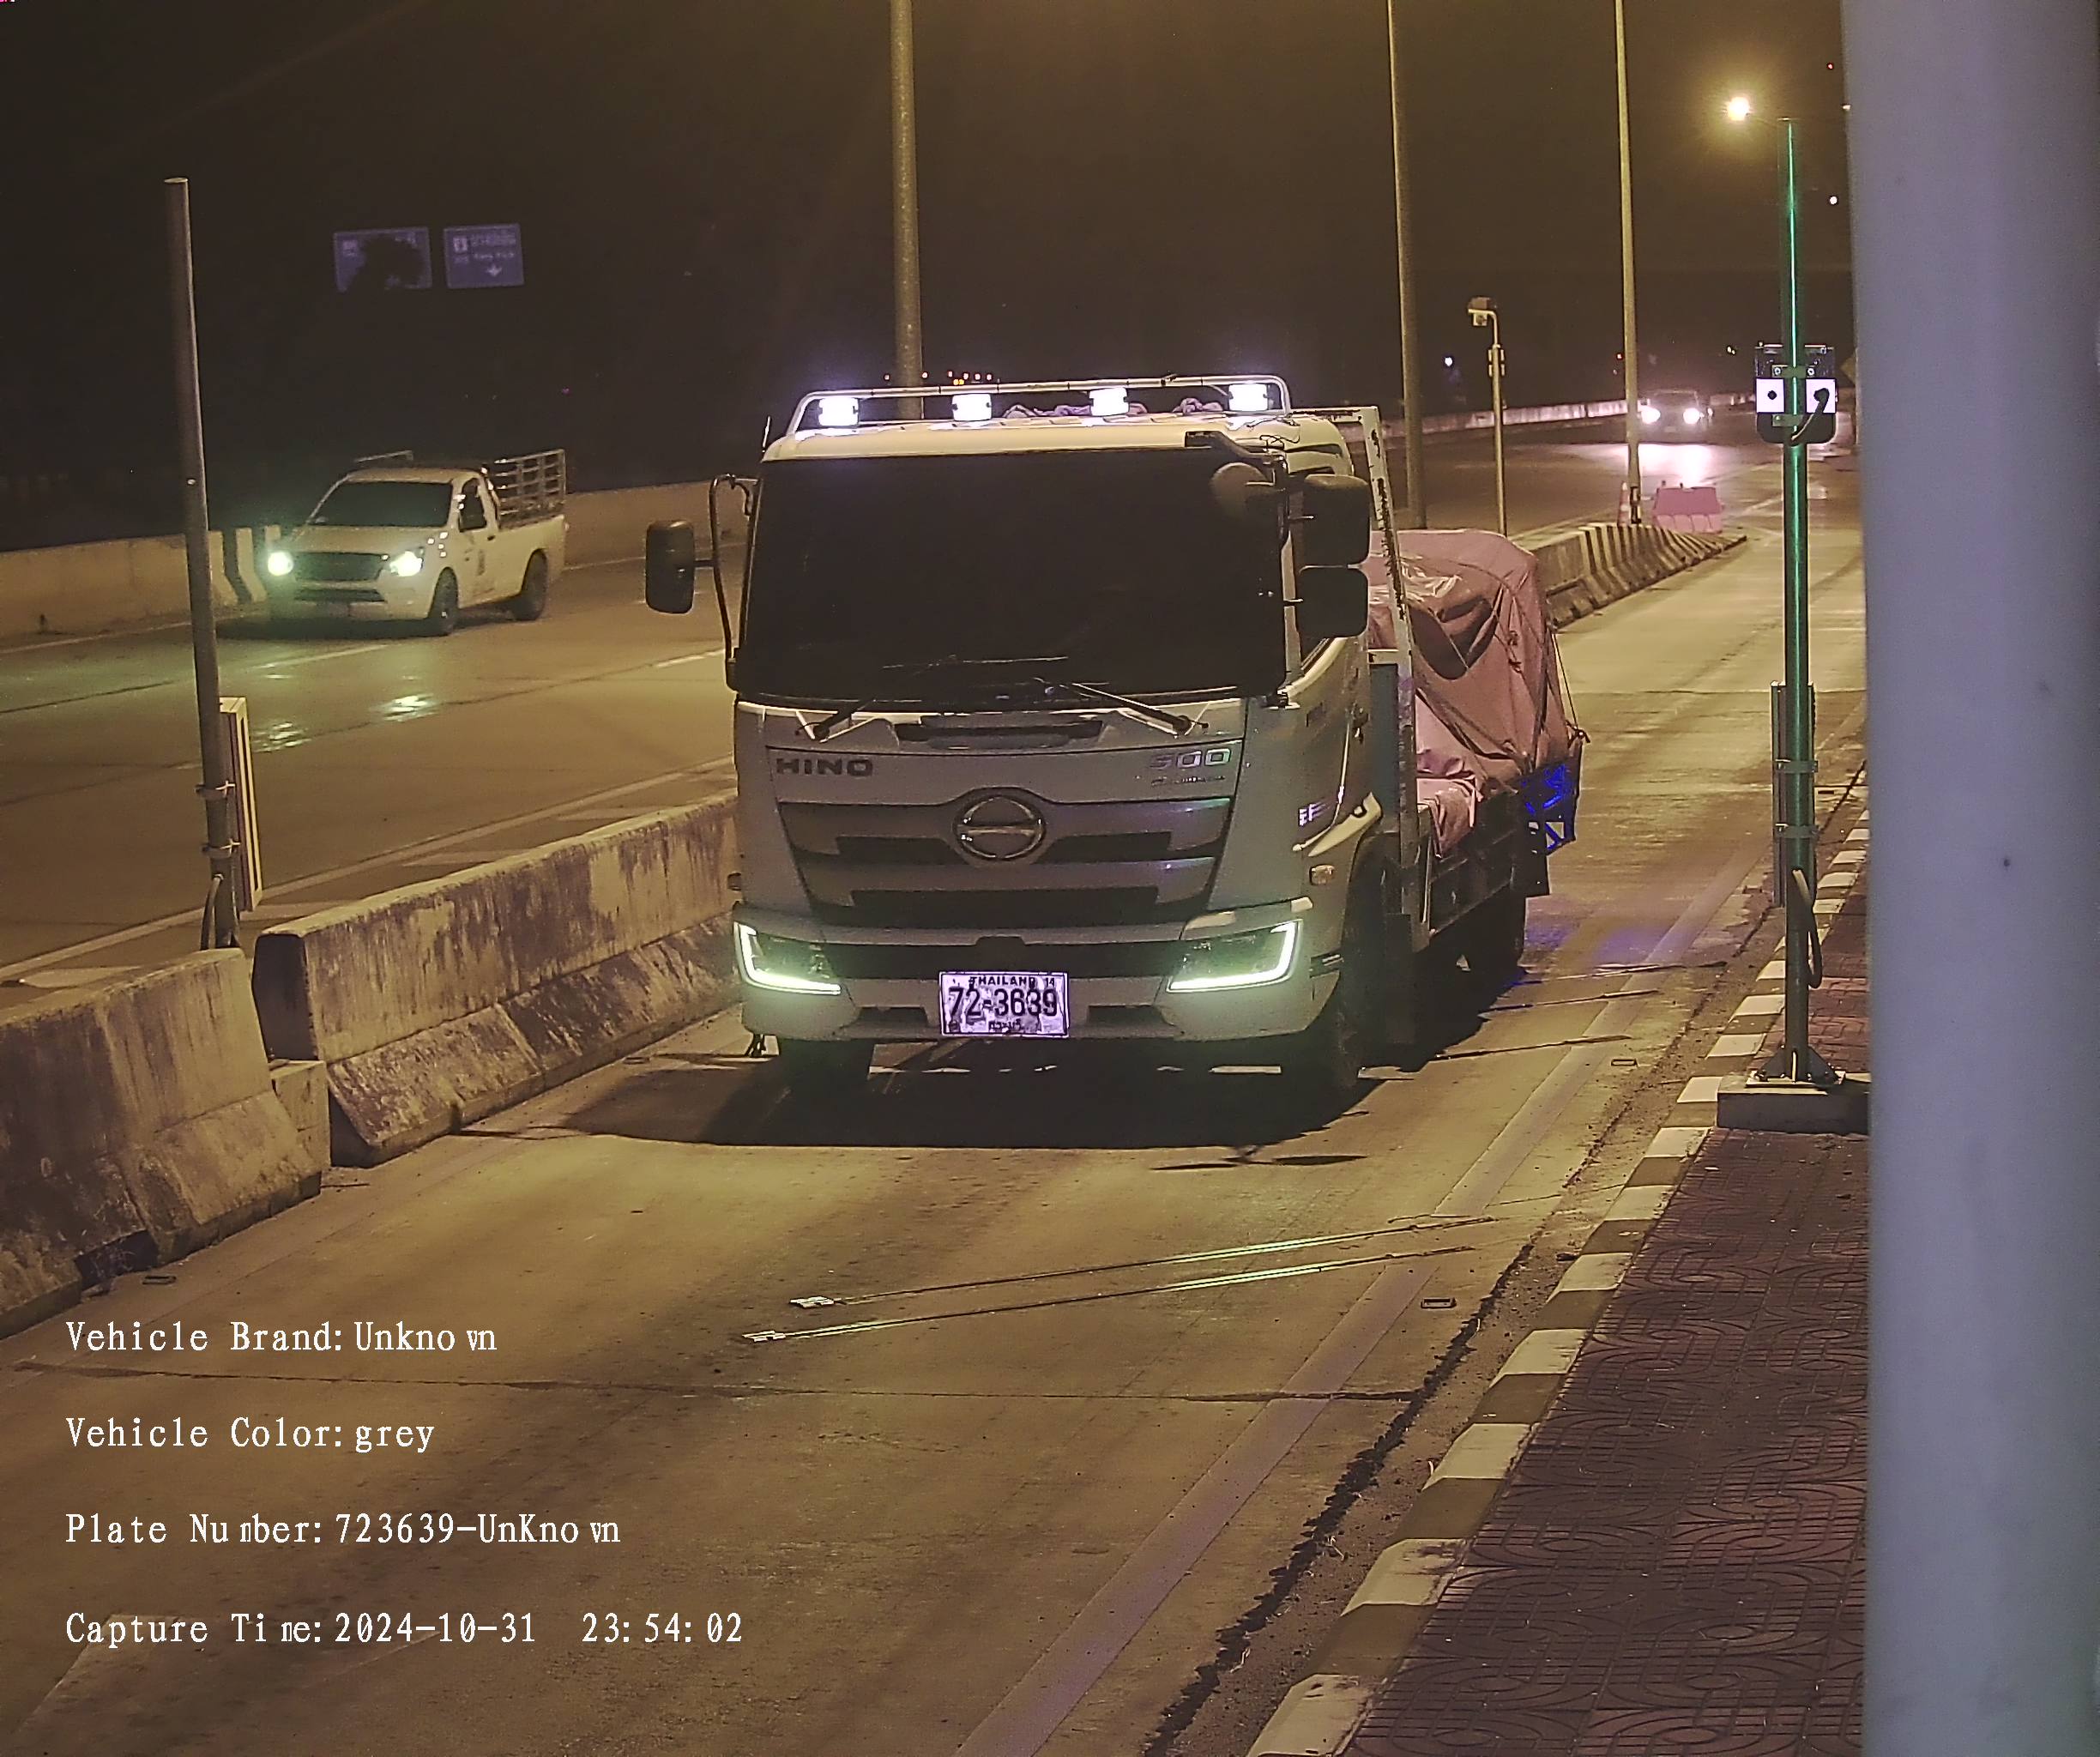 HINO
500
THAILAND 14
72-3639
Vehicle Brand:Unknown
Vehicle Color:grey
Plate Number:723639-UnKnown
Capture Time:2024-10-31 23:54:02